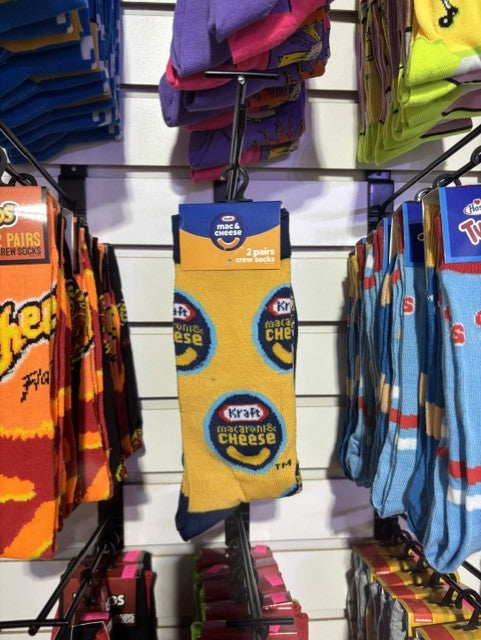 Kraft
mac &
CHEESE
2 pairs
crew socks
Kraft
macaroni&
CHEESE
Kraft
macaroni&
CHEESE
Kraft
macaroni&
CHEESE
TM
2 PAIRS
CREW SOCKS